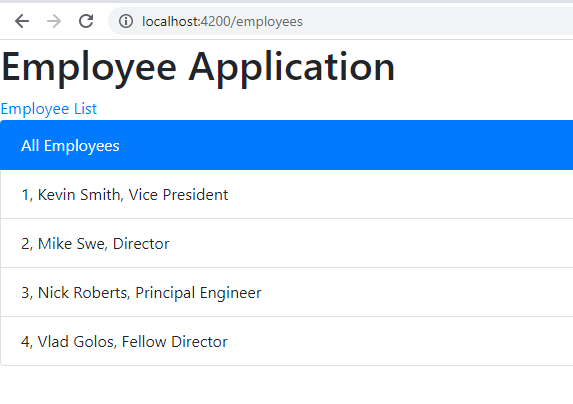 localhost:4200/employees
Employee Application
Employee List
All Employees
1, Kevin Smith, Vice President
2, Mike Swe, Director
3, Nick Roberts, Principal Engineer
4, Vlad Golos, Fellow Director